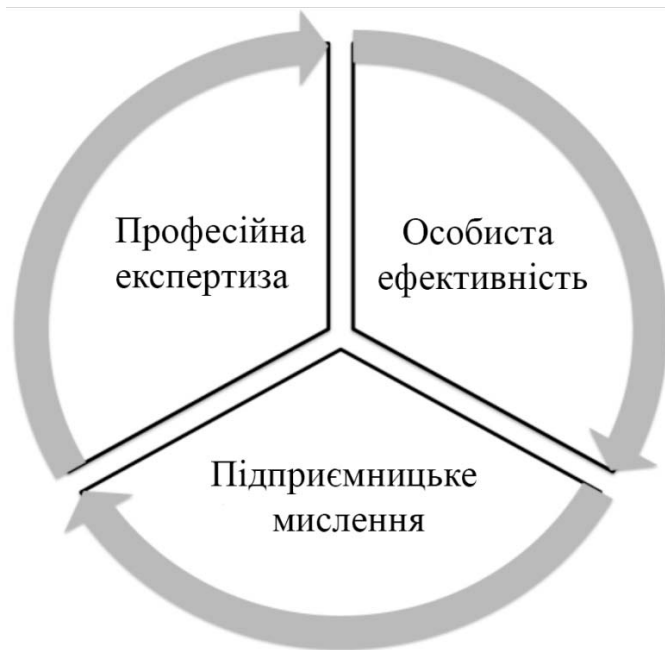 Професійна
експертиза
Особиста
ефективність
Підприємницьке
мислення